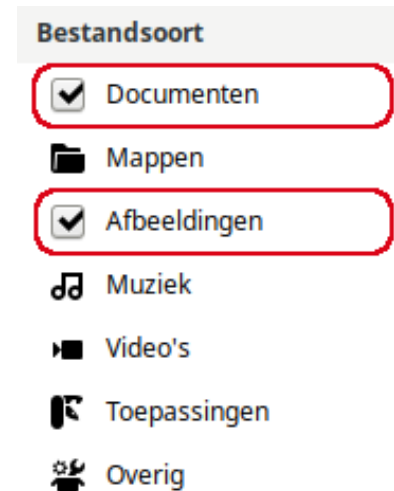 Bestandsoort
Documenten
Mappen
Afbeeldingen
Muziek
Video's
Toepassingen
Overig